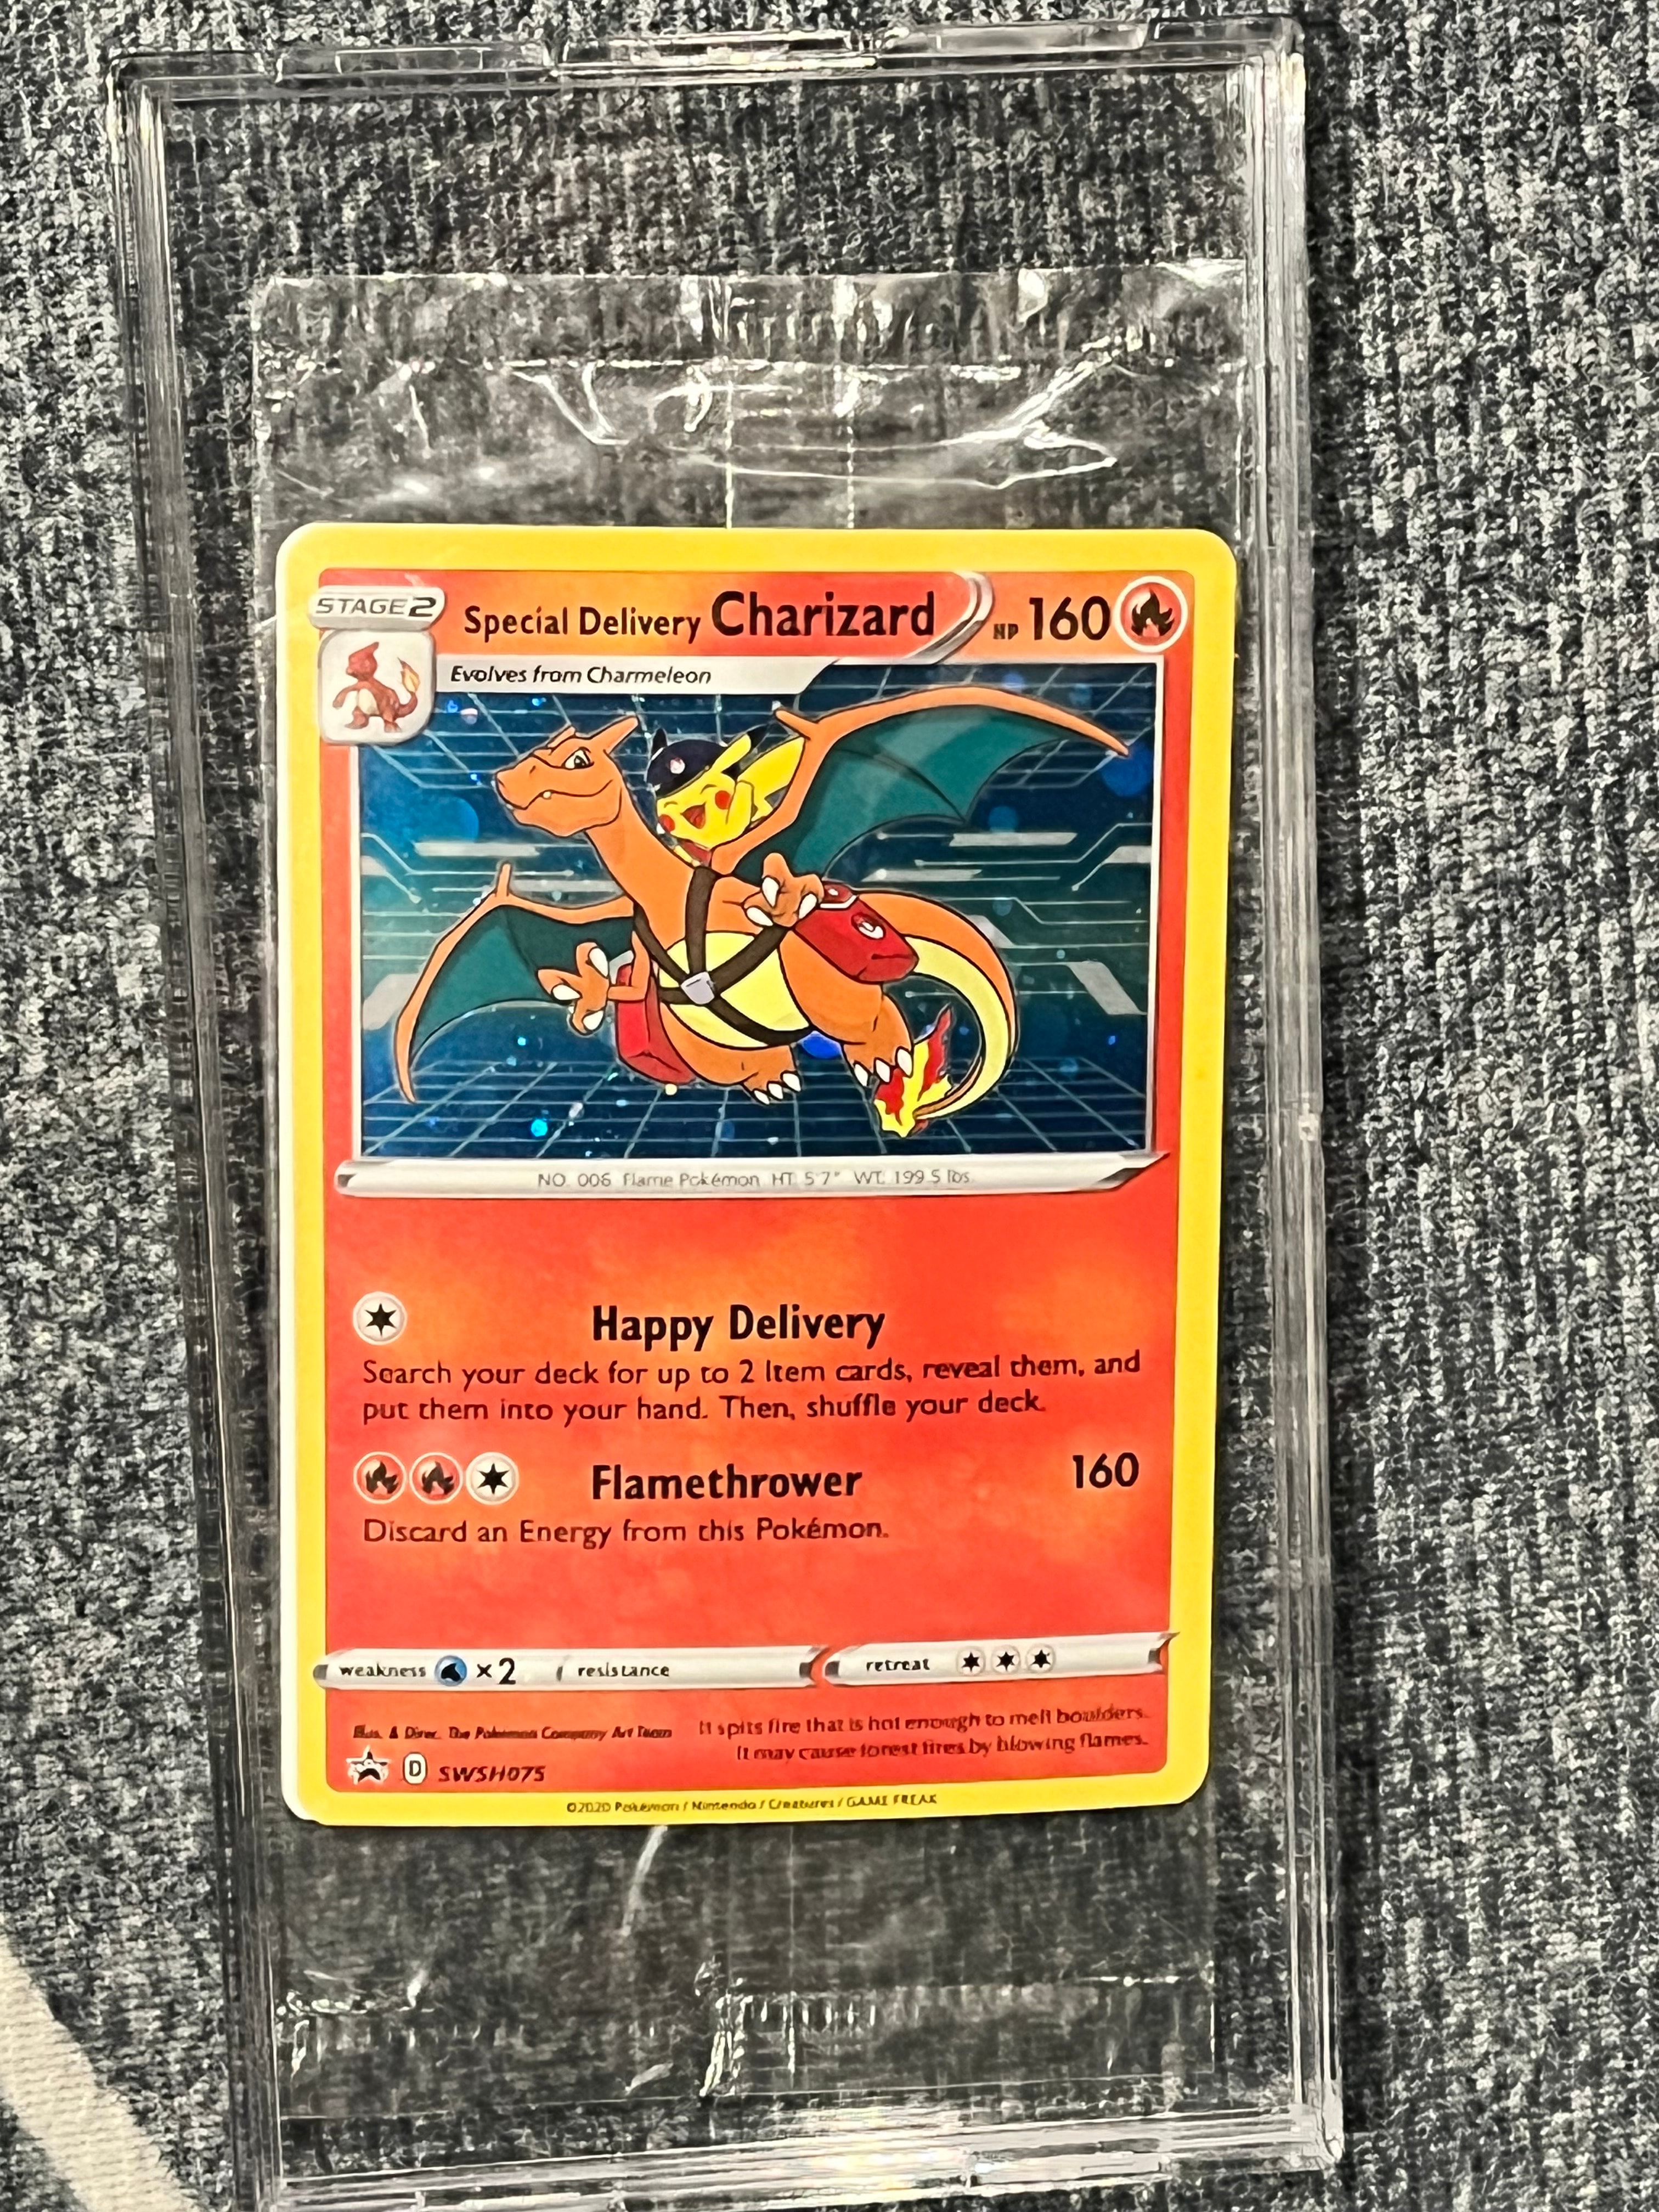 STAGE 2
Special Delivery Charizard HP 160
Evolves from Charmeleon
NO. 006 Flame Pokémon HT: 5'7" WT: 199.5 lbs.
Happy Delivery
Search your deck for up to 2 Item cards, reveal them, and
put them into your hand. Then, shuffle your deck.
Flamethrower 160
Discard an Energy from this Pokémon.
weakness ×2 resistance retreat
Illus. & Direc. The Pokémon Company Art Team
It spits fire that is hot enough to melt boulders.
It may cause forest fires by blowing flames.
D SWSH075
©2020 Pokémon / Nintendo / Creatures / GAME FREAK